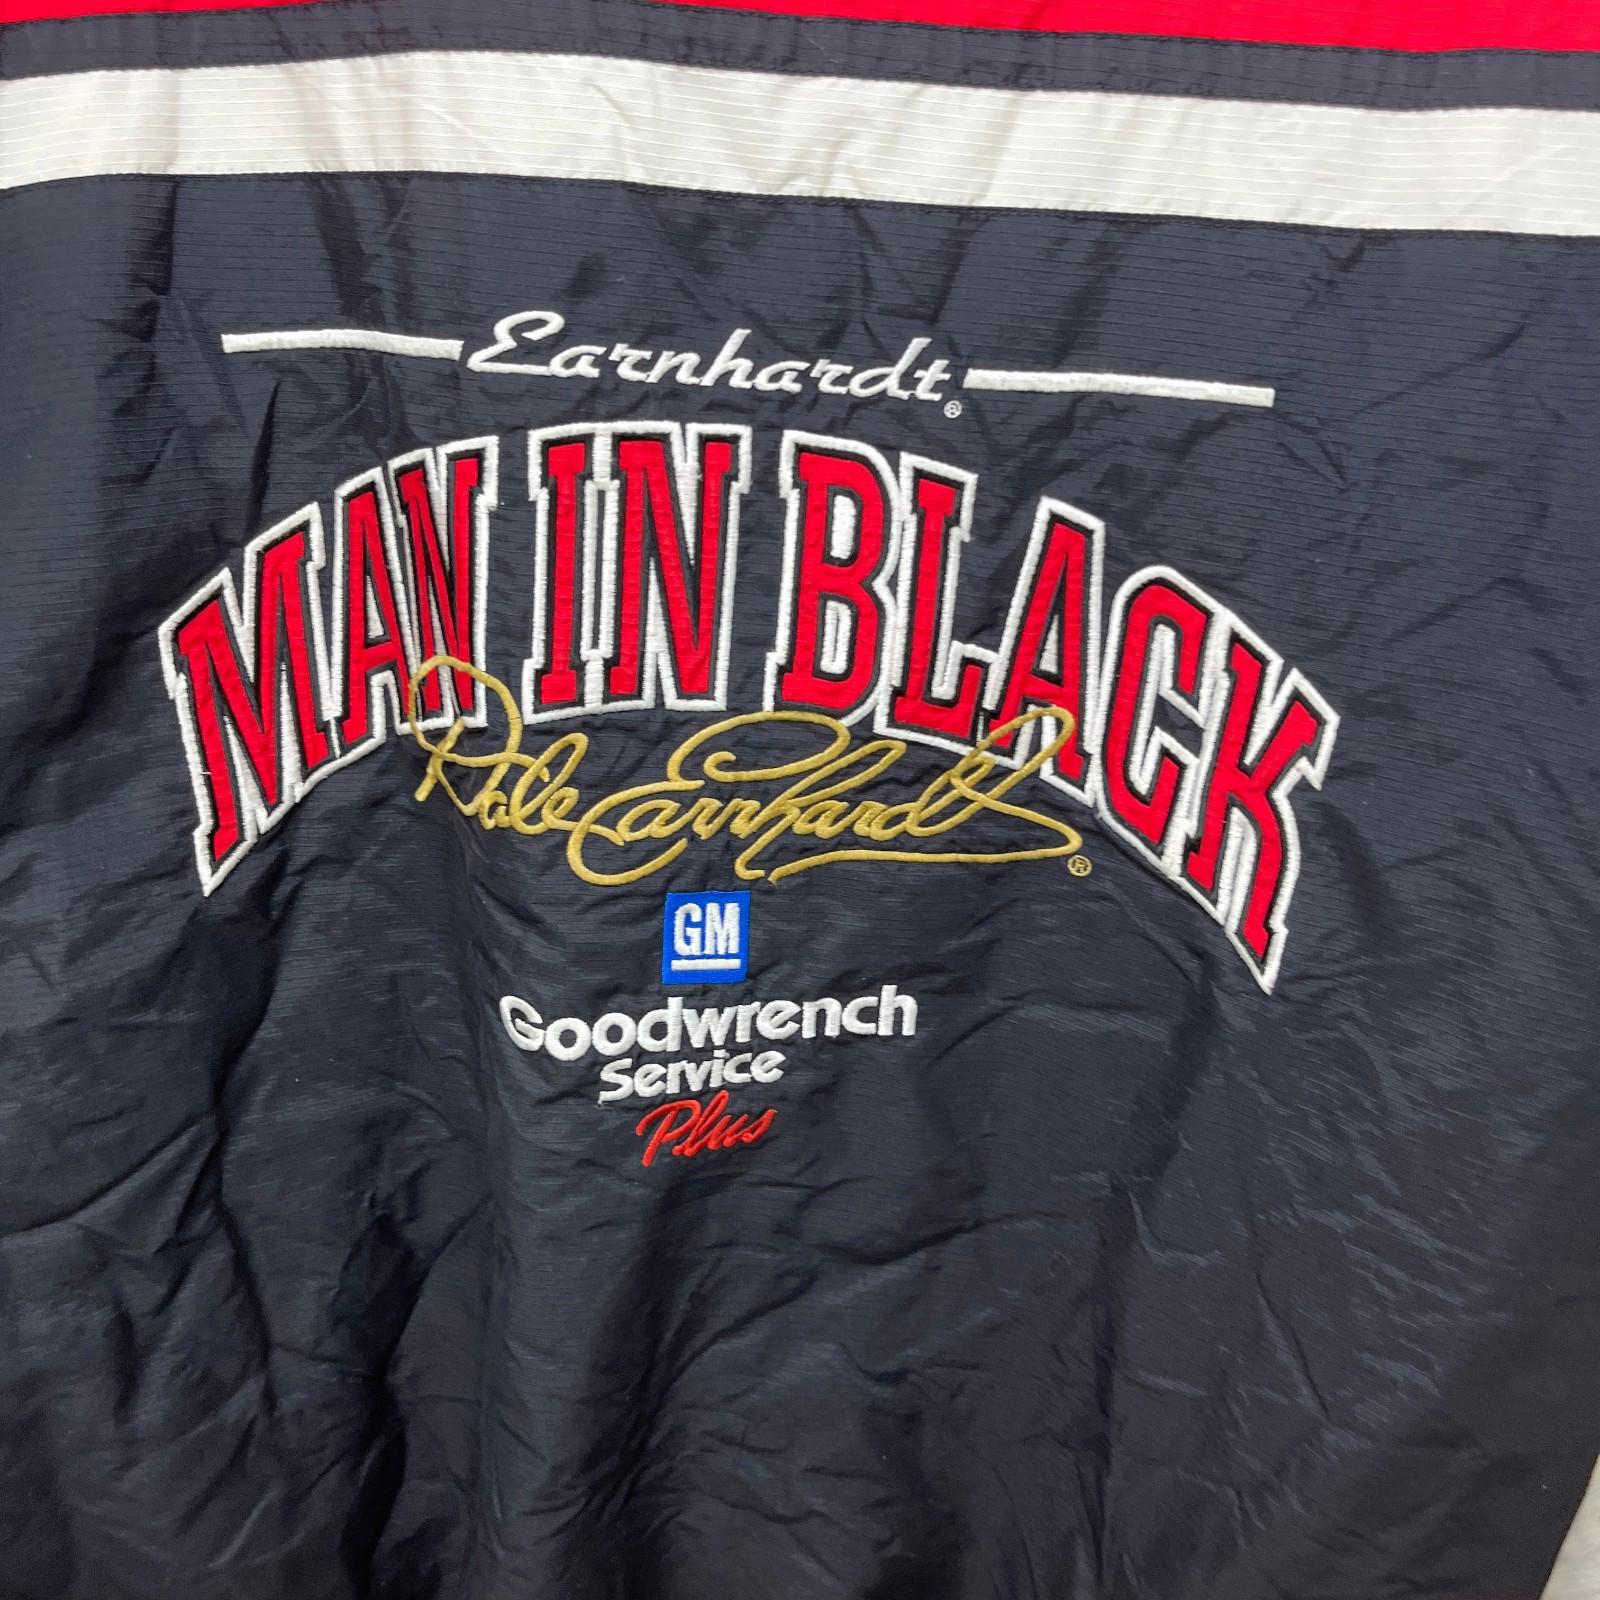 Earnhardt®
MAN IN BLACK
Dale Earnhardt ®
GM
Goodwrench
Service
Plus